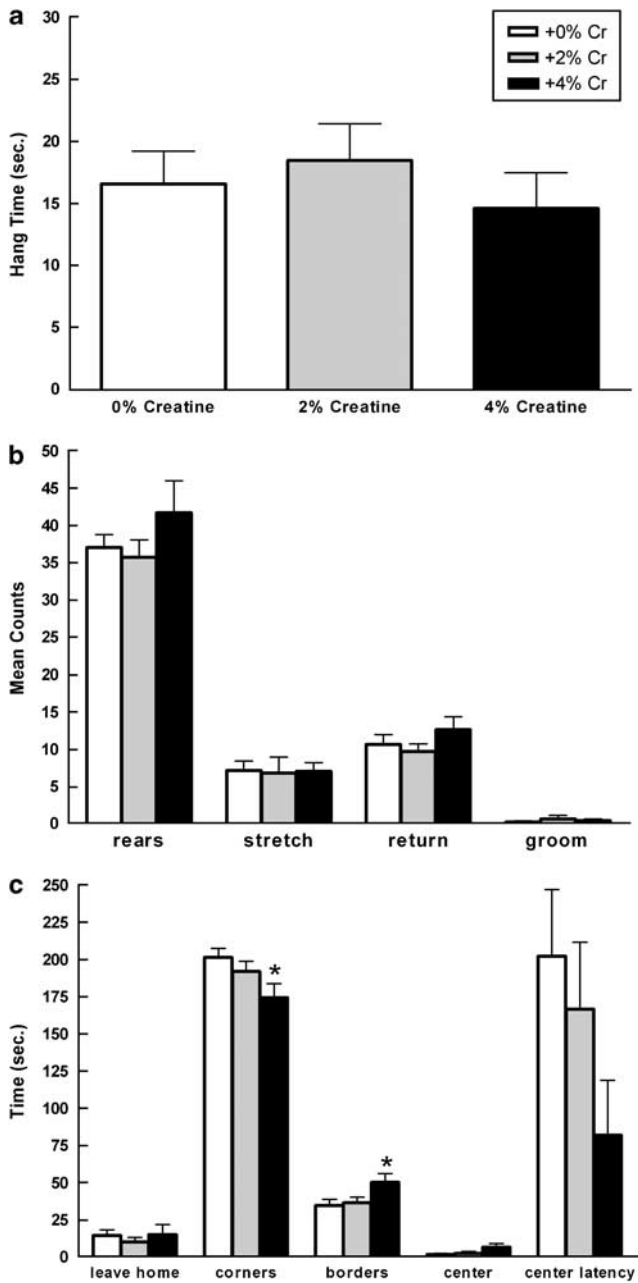 a
30
25
20
15
10
5
0
Hang Time (sec.)
+0% Cr
+2% Cr
+4% Cr
0% Creatine 2% Creatine 4% Creatine
b
50
45
40
35
30
25
20
15
10
5
0
Mean Counts
rears stretch return groom
c
250
225
200
175
150
125
100
75
50
25
0
Time (sec.)
*
*
leave home corners borders center center latency